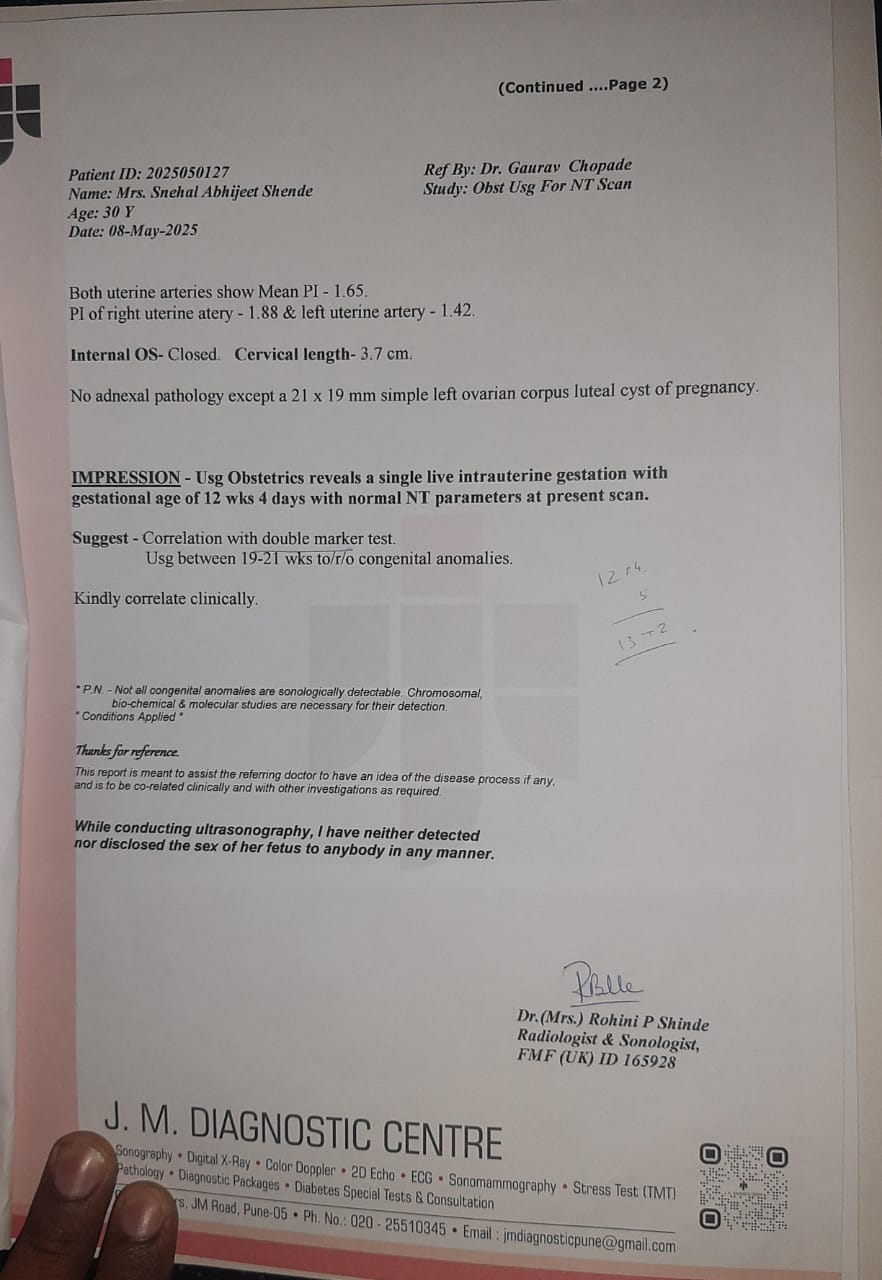 (Continued ....Page 2)
Patient ID: 2025050127
Name: Mrs. Snehal Abhijeet Shende
Age: 30 Y
Date: 08-May-2025
Ref By: Dr. Gaurav Chopade
Study: Obst Usg For NT Scan
Both uterine arteries show Mean PI - 1.65.
PI of right uterine atery - 1.88 & left uterine artery - 1.42.
Internal OS- Closed. Cervical length- 3.7 cm.
No adnexal pathology except a 21 x 19 mm simple left ovarian corpus luteal cyst of pregnancy.
IMPRESSION - Usg Obstetrics reveals a single live intrauterine gestation with
gestational age of 12 wks 4 days with normal NT parameters at present scan.
Suggest - Correlation with double marker test.
Usg between 19-21 wks to/r/o congenital anomalies.
12+4.
5
13+2
Kindly correlate clinically.
* P.N. - Not all congenital anomalies are sonologically detectable. Chromosomal,
bio-chemical & molecular studies are necessary for their detection.
* Conditions Applied *
Thanks for reference.
This report is meant to assist the referring doctor to have an idea of the disease process if any,
and is to be co-related clinically and with other investigations as required.
While conducting ultrasonography, I have neither detected
nor disclosed the sex of her fetus to anybody in any manner.
Dr.(Mrs.) Rohini P Shinde
Radiologist & Sonologist,
FMF (UK) ID 165928
J. M. DIAGNOSTIC CENTRE
Sonography • Digital X-Ray • Color Doppler • 2D Echo • ECG • Sonomammography • Stress Test (TMT)
Pathology • Diagnostic Packages • Diabetes Special Tests & Consultation
JM Road, Pune-05 • Ph. No.: 020 - 25510345 • Email : jmdiagnosticpune@gmail.com